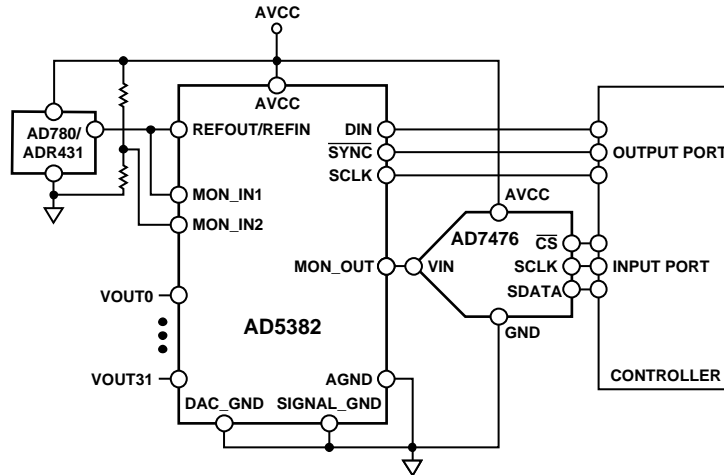 AVCC
AVCC
AD780/
ADR431
REFOUT/REFIN
DIN
SYNC
OUTPUT PORT
SCLK
AVCC
MON_IN1
MON_IN2
AD7476
CS
MON_OUT
VIN
SCLK
INPUT PORT
SDATA
VOUT0
AD5382
GND
VOUT31
AGND
CONTROLLER
DAC_GND
SIGNAL_GND